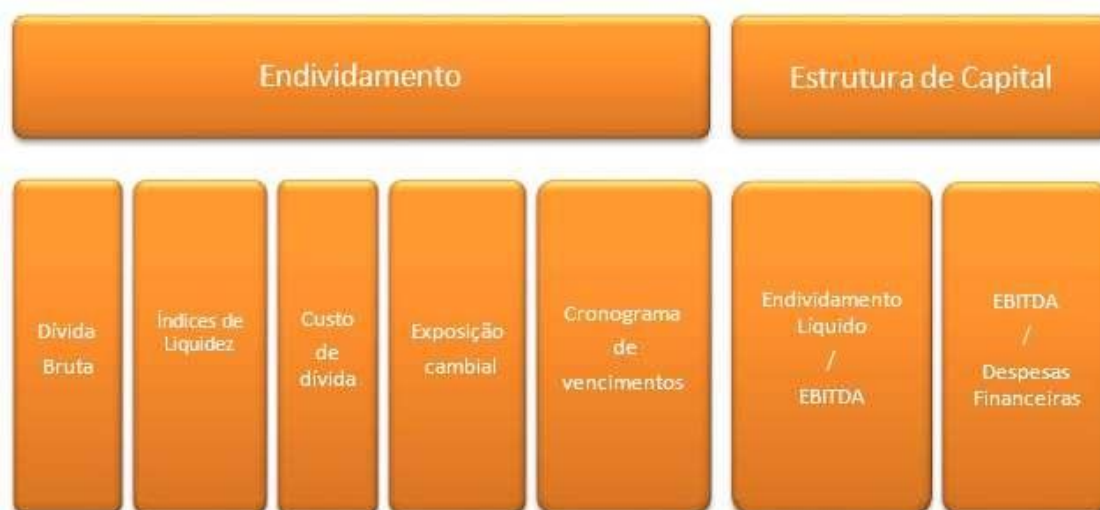 Endividamento
Estrutura de Capital
Dívida
Bruta
Índices de
Liquidez
Custo
de
dívida
Exposição
cambial
Cronograma
de
vencimentos
Endividamento
Líquido
/
EBITDA
EBITDA
/
Despesas
Financeiras